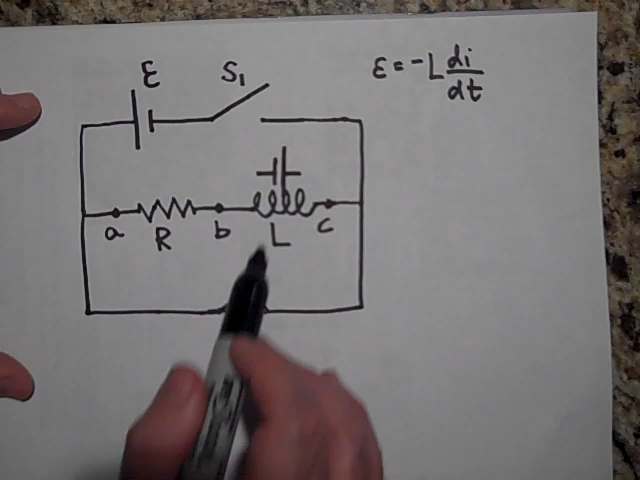 ε S₁
ε = -L di/dt
a R b L c